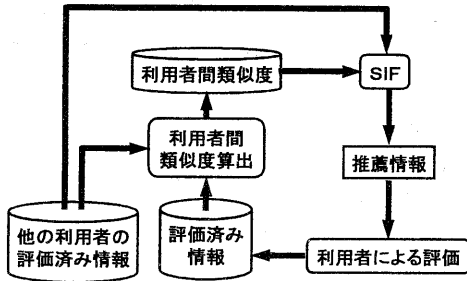 利用者間類似度
SIF
利用者間
類似度算出
推薦情報
他の利用者の
評価済み情報
評価済み
情報
利用者による評価